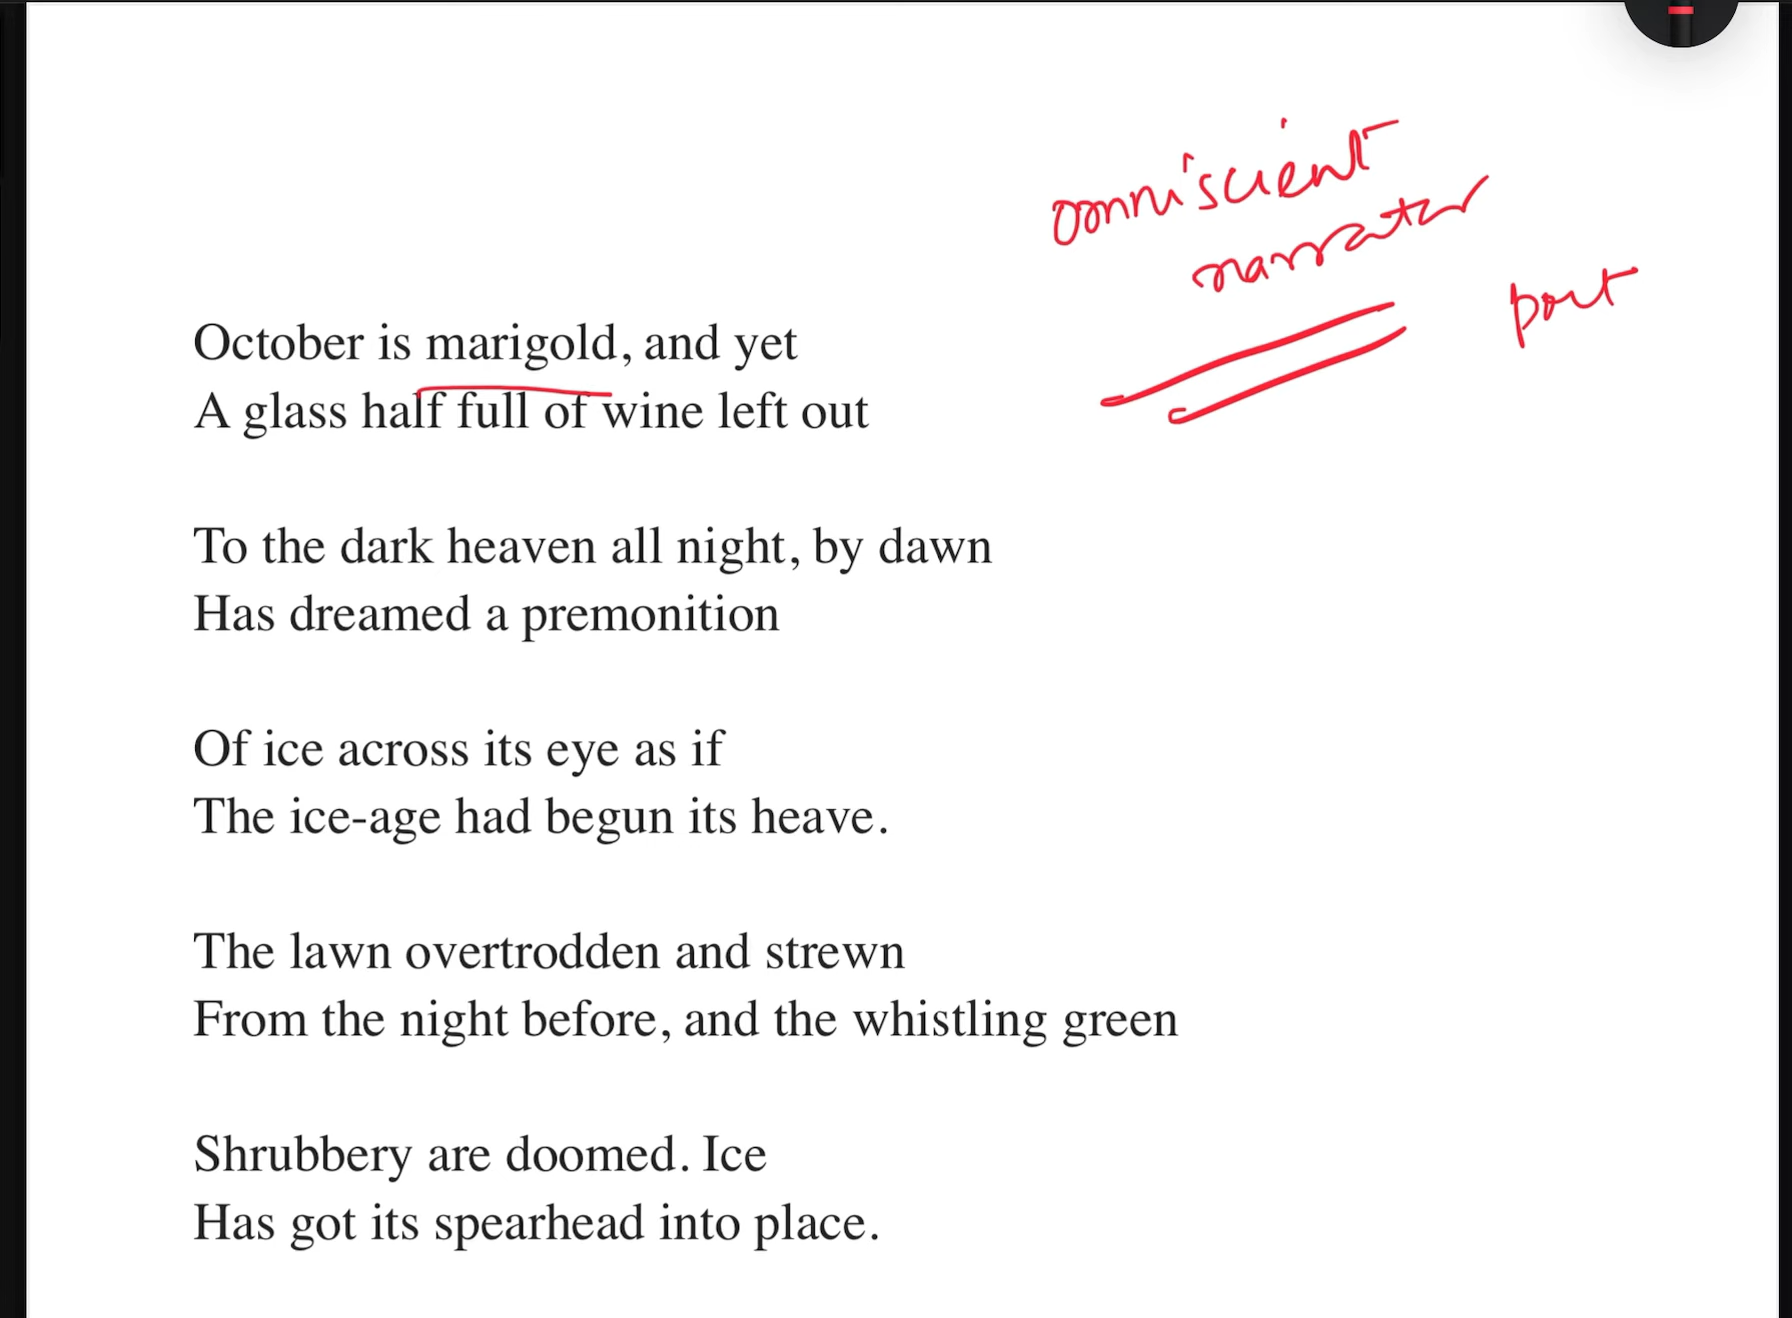 omniscient
narrator
October is marigold, and yet
A glass half full of wine left out
To the dark heaven all night, by dawn
Has dreamed a premonition
Of ice across its eye as if
The ice-age had begun its heave.
The lawn overtrodden and strewn
From the night before, and the whistling green
Shrubbery are doomed. Ice
Has got its spearhead into place.